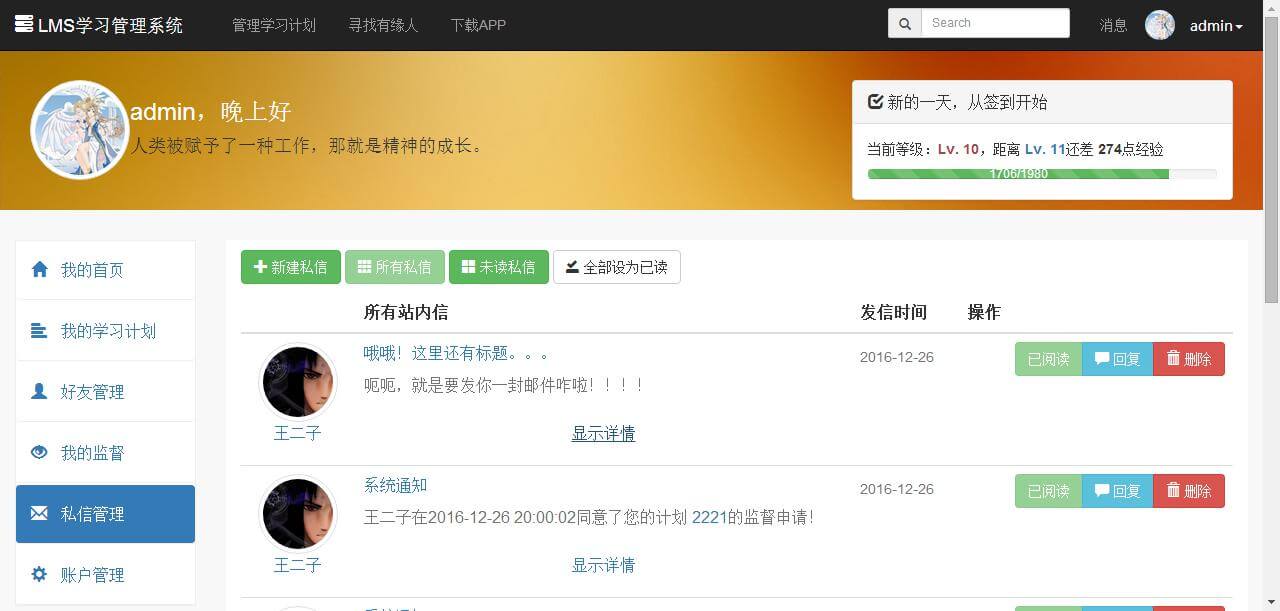 LMS学习管理系统 管理学习计划 寻找有缘人 下载APP Search 消息 admin
admin，晚上好
人类被赋予了一种工作，那就是精神的成长。
新的一天，从签到开始
当前等级：Lv. 10，距离 Lv. 11还差 274点经验
1706/1980
我的首页
我的学习计划
好友管理
我的监督
私信管理
账户管理
新建私信 所有私信 未读私信 全部设为已读
所有站内信 发信时间 操作
哦哦！这里还有标题。。。 2016-12-26 已阅读 回复 删除
呃呃，就是要发你一封邮件咋啦！！！！
王二子 显示详情
系统通知 2016-12-26 已阅读 回复 删除
王二子在2016-12-26 20:00:02同意了您的计划 2221的监督申请！
王二子 显示详情